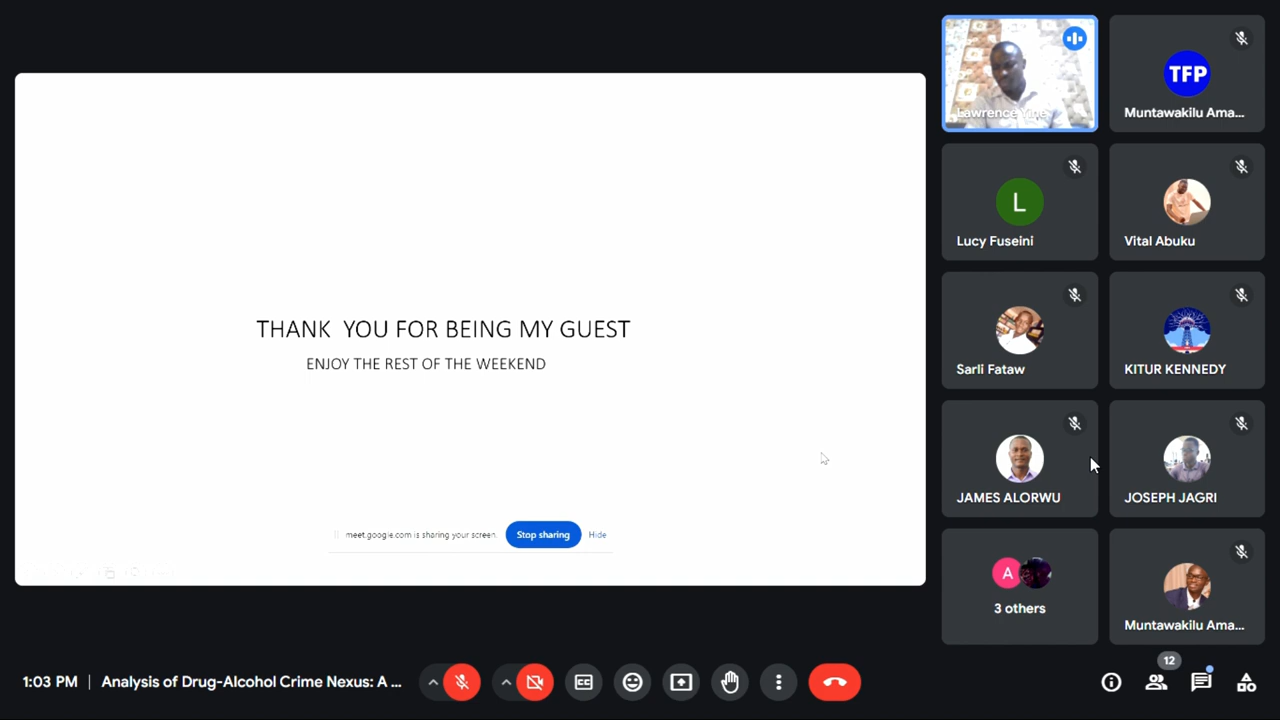 THANK YOU FOR BEING MY GUEST
ENJOY THE REST OF THE WEEKEND
meet.google.com is sharing your screen.
Stop sharing
Hide
Lawrence
TFP
Muntawakilu Ama...
L
Lucy Fuseini
Vital Abuku
Sarli Fataw
KITUR KENNEDY
JAMES ALORWU
JOSEPH JAGRI
A
3 others
Muntawakilu Ama...
1:03 PM | Analysis of Drug-Alcohol Crime Nexus: A ...
CC
12